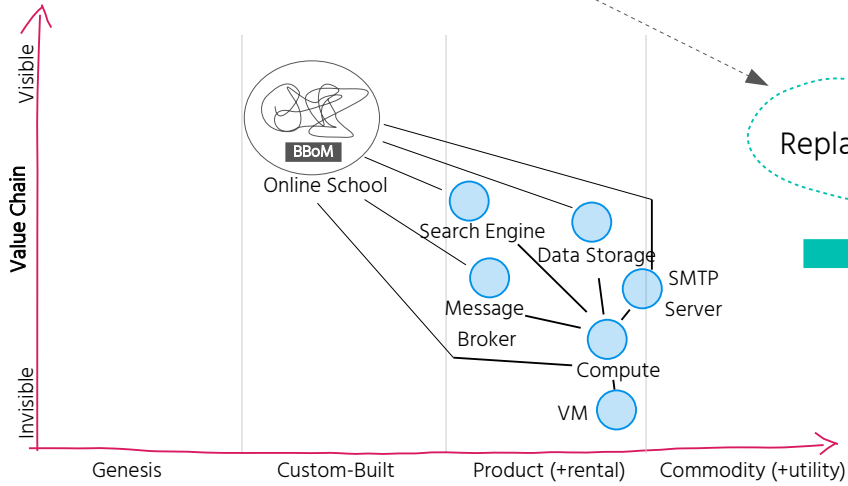 Visible
Value Chain
Invisible
BBoM
Online School
Search Engine
Data Storage
SMTP
Server
Message
Broker
Compute
VM
Genesis
Custom-Built
Product (+rental)
Commodity (+utility)
Repla